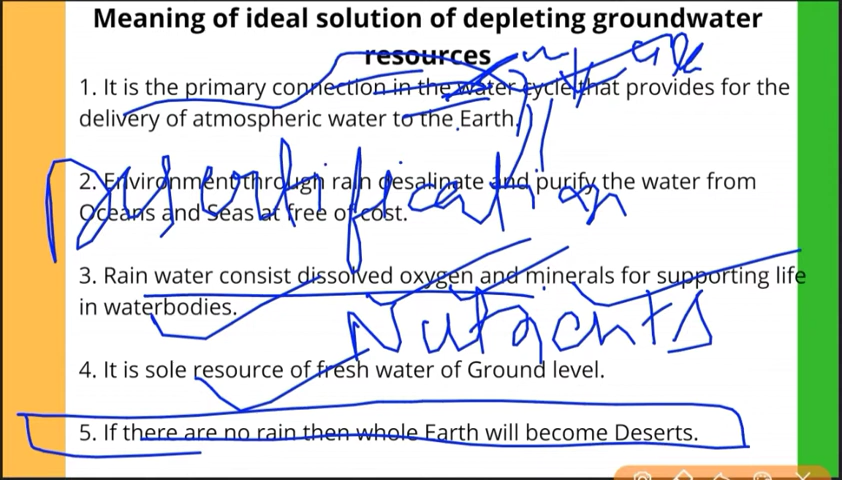 Meaning of ideal solution of depleting groundwater
resources
1. It is the primary connection in the water cycle that provides for the
delivery of atmospheric water to the Earth.
2. Environment through rain desalinate and purify the water from
Oceans and Seas at free of cost.
Desertification
3. Rain water consist dissolved oxygen and minerals for supporting life
in waterbodies.
Nutrients
4. It is sole resource of fresh water of Ground level.
5. If there are no rain then whole Earth will become Deserts.